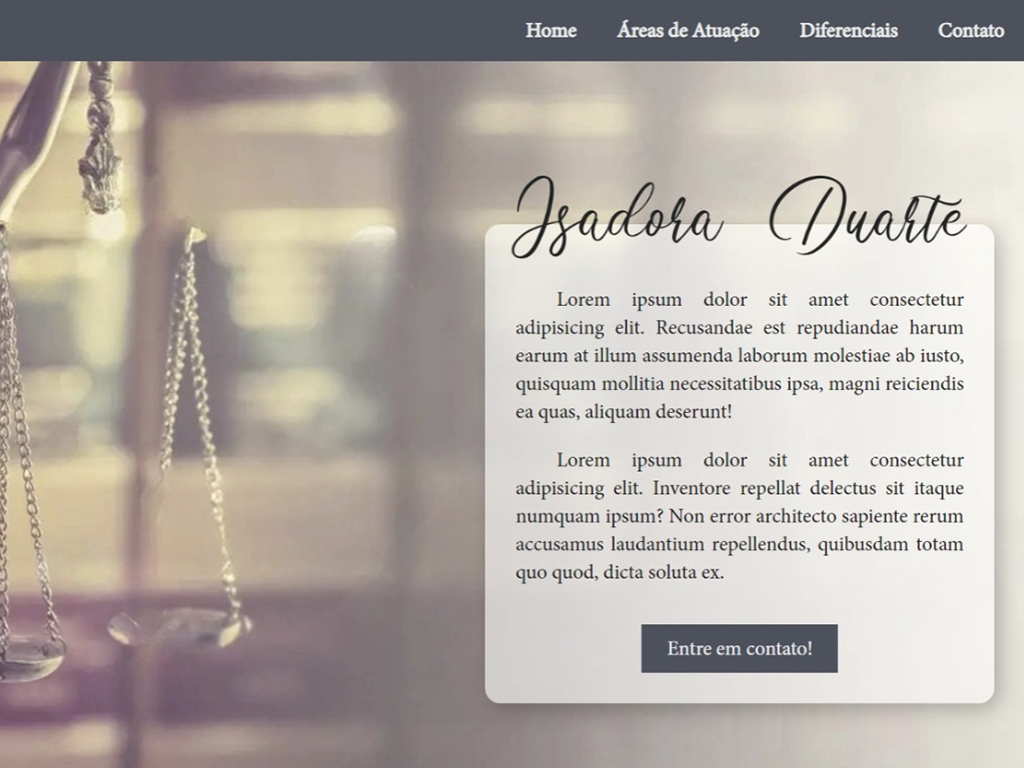 Home Áreas de Atuação Diferenciais Contato
Isadora Duarte
Lorem ipsum dolor sit amet consectetur
adipisicing elit. Recusandae est repudiandae harum
earum at illum assumenda laborum molestiae ab iusto,
quisquam mollitia necessitatibus ipsa, magni reiciendis
ea quas, aliquam deserunt!
Lorem ipsum dolor sit amet consectetur
adipisicing elit. Inventore repellat delectus sit itaque
numquam ipsum? Non error architecto sapiente rerum
accusamus laudantium repellendus, quibusdam totam
quo quod, dicta soluta ex.
Entre em contato!